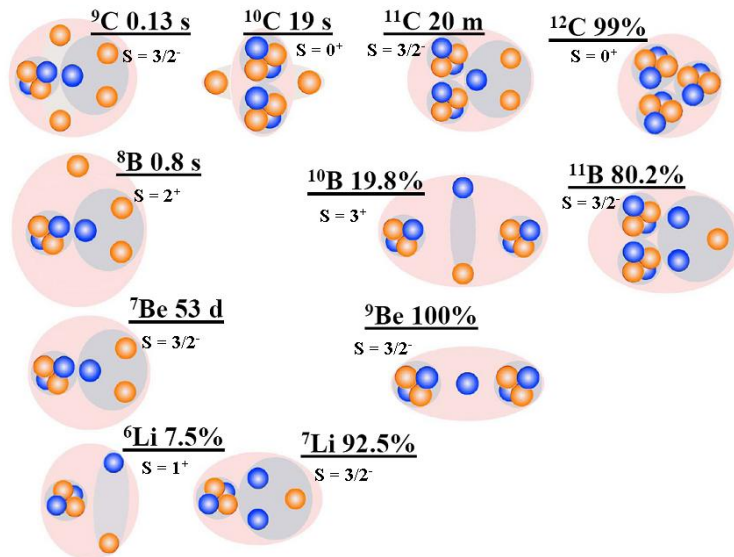 ⁹C 0.13 s
S = 3/2⁻
¹⁰C 19 s
S = 0⁺
¹¹C 20 m
S = 3/2⁻
¹²C 99%
S = 0⁺
⁸B 0.8 s
S = 2⁺
¹⁰B 19.8%
S = 3⁺
¹¹B 80.2%
S = 3/2⁻
⁷Be 53 d
S = 3/2⁻
⁹Be 100%
S = 3/2⁻
⁶Li 7.5%
S = 1⁺
⁷Li 92.5%
S = 3/2⁻